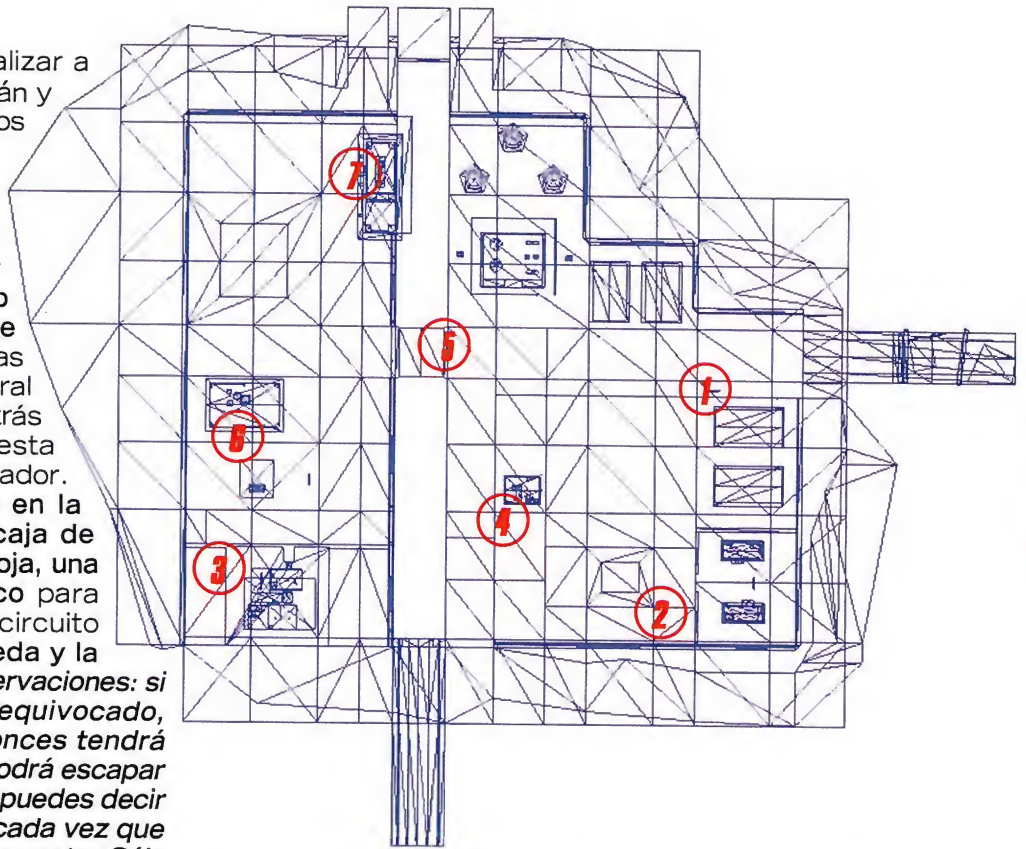 alizar a
án y
os
e
as
ral
trás
esta
ador.
en en la
caja de
oja, una
co para
circuito
eda y la
ervaciones: si
equivocado,
onces tendrá
odrá escapar
puedes decir
cada vez que
7
5
1
6
4
3
2